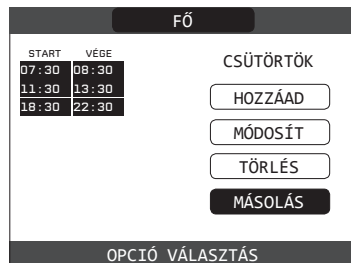 FŐ
START VÉGE
07:30 08:30
11:30 13:30
18:30 22:30
CSÜTÖRTÖK
HOZZÁAD
MÓDOSÍT
TÖRLÉS
MÁSOLÁS
OPCIÓ VÁLASZTÁS